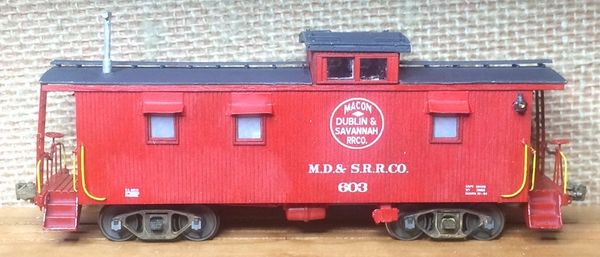 MACON
DUBLIN &
SAVANNAH
RRCO.
M.D.& S.R.R.CO.
603